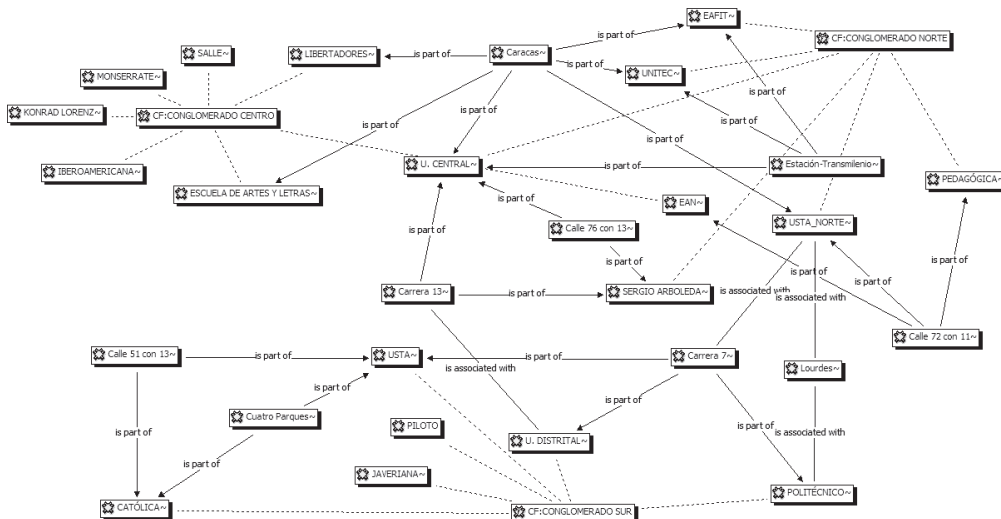 EAFIT~
CF:CONGLOMERADO NORTE
SALLE~
LIBERTADORES~
is part of
Caracas~
is part of
MONSERRATE~
is part of
UNITEC~
KONRAD LORENZ~
CF:CONGLOMERADO CENTRO
is part of
is part of
is part of
is part of
IBEROAMERICANA~
U. CENTRAL~
is part of
Estación-Transmilenio~
is part of
PEDAGÓGICA~
ESCUELA DE ARTES Y LETRAS~
is part of
EAN~
Calle 76 con 13~
USTA_NORTE~
is part of
is part of
is part of
is part of
is part of
Carrera 13~
is part of
SERGIO ARBOLEDA~
is associated with
is associated with
Calle 72 con 11~
Calle 51 con 13~
is part of
USTA~
is part of
Carrera 7~
Lourdes~
is associated with
is part of
Cuatro Parques~
is part of
is part of
PILOTO
is part of
is associated with
U. DISTRITAL~
is part of
JAVERIANA~
POLITÉCNICO~
CATÓLICA~
CF:CONGLOMERADO SUR